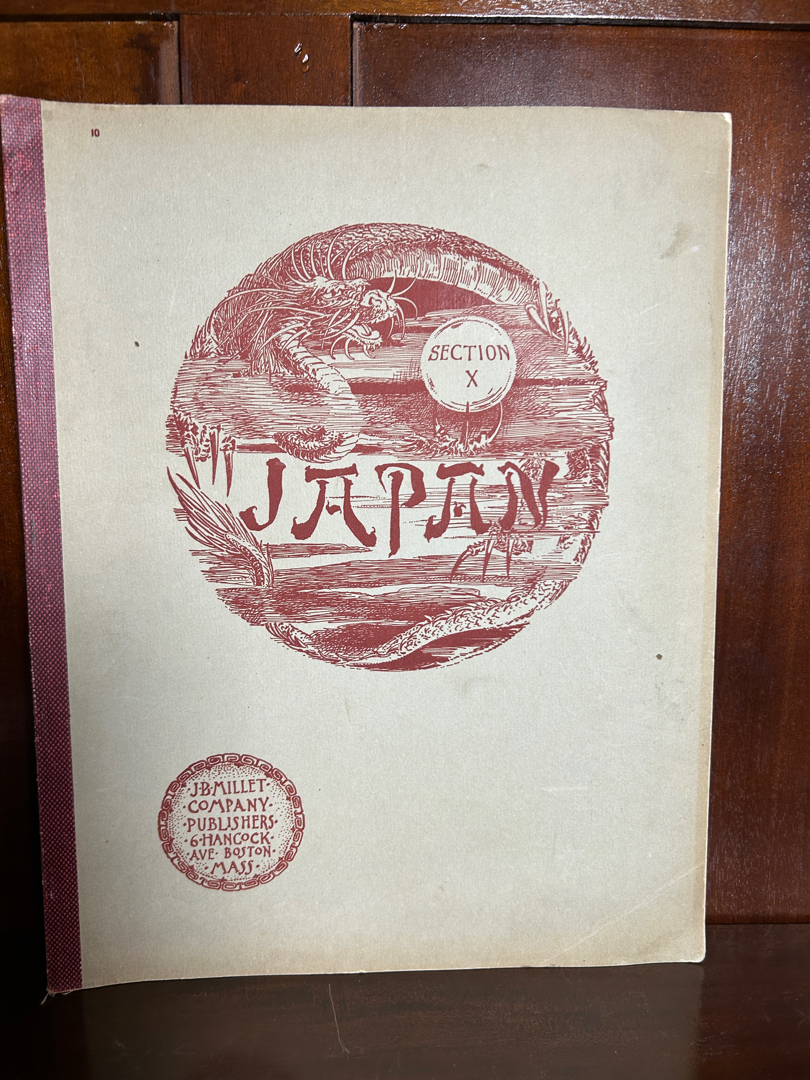 10
SECTION
X
JAPAN
J·B·MILLET·
·COMPANY·
·PUBLISHERS·
·6·HANCOCK·
AVE· BOSTON·
·MASS·